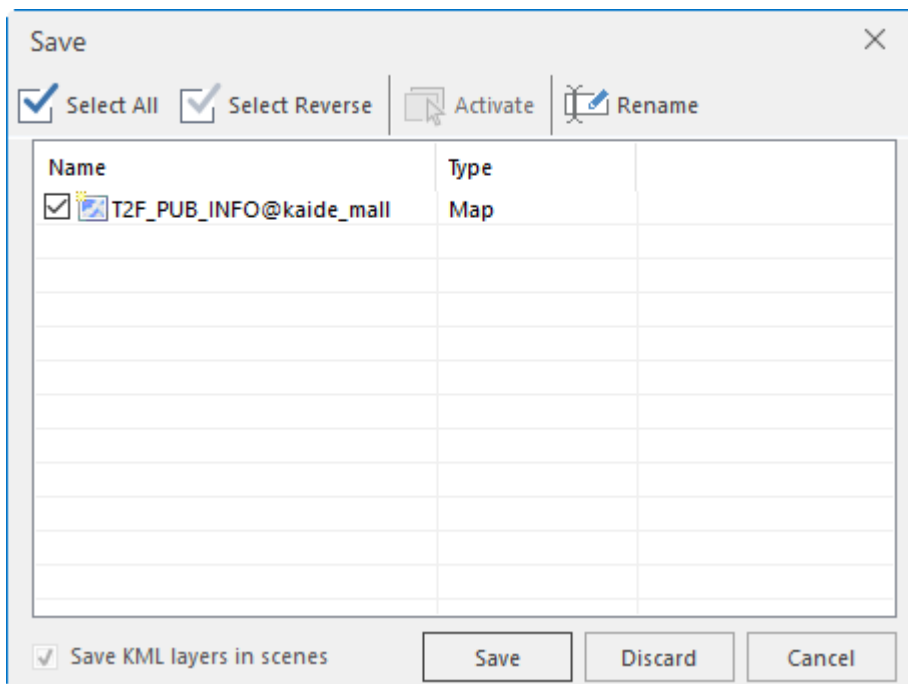 Save
Select All Select Reverse Activate Rename
Name Type
T2F_PUB_INFO@kaide_mall Map
Save KML layers in scenes Save Discard Cancel